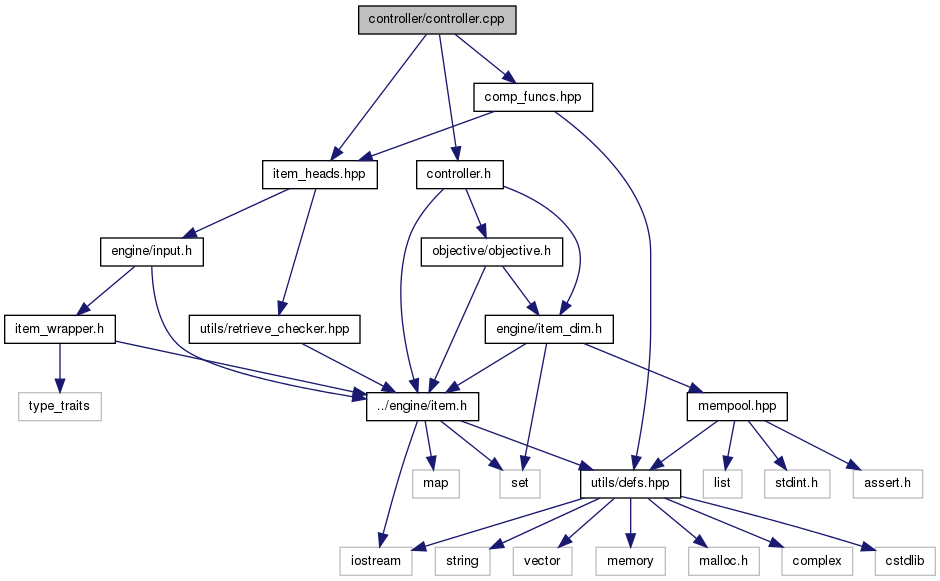 controller/controller.cpp
comp_funcs.hpp
item_heads.hpp
controller.h
engine/input.h
objective/objective.h
item_wrapper.h
utils/retrieve_checker.hpp
engine/item_dim.h
type_traits
../engine/item.h
mempool.hpp
map
set
utils/defs.hpp
list
stdint.h
assert.h
iostream
string
vector
memory
malloc.h
complex
cstdlib